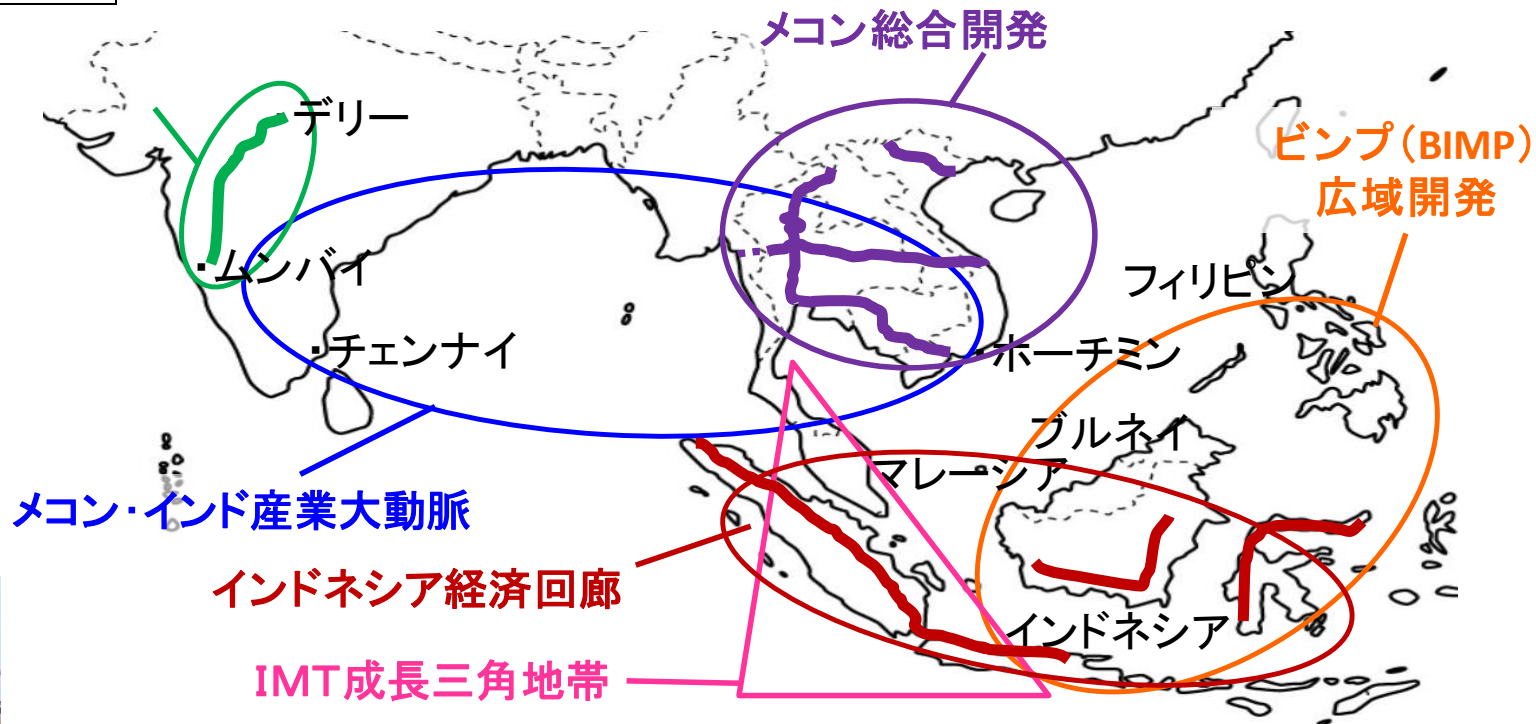 メコン総合開発
・デリー
ビンプ（BIMP）
広域開発
・ムンバイ
フィリピン
・チェンナイ
・ホーチミン
ブルネイ
マレーシア
メコン・インド産業大動脈
インドネシア経済回廊
インドネシア
IMT成長三角地帯